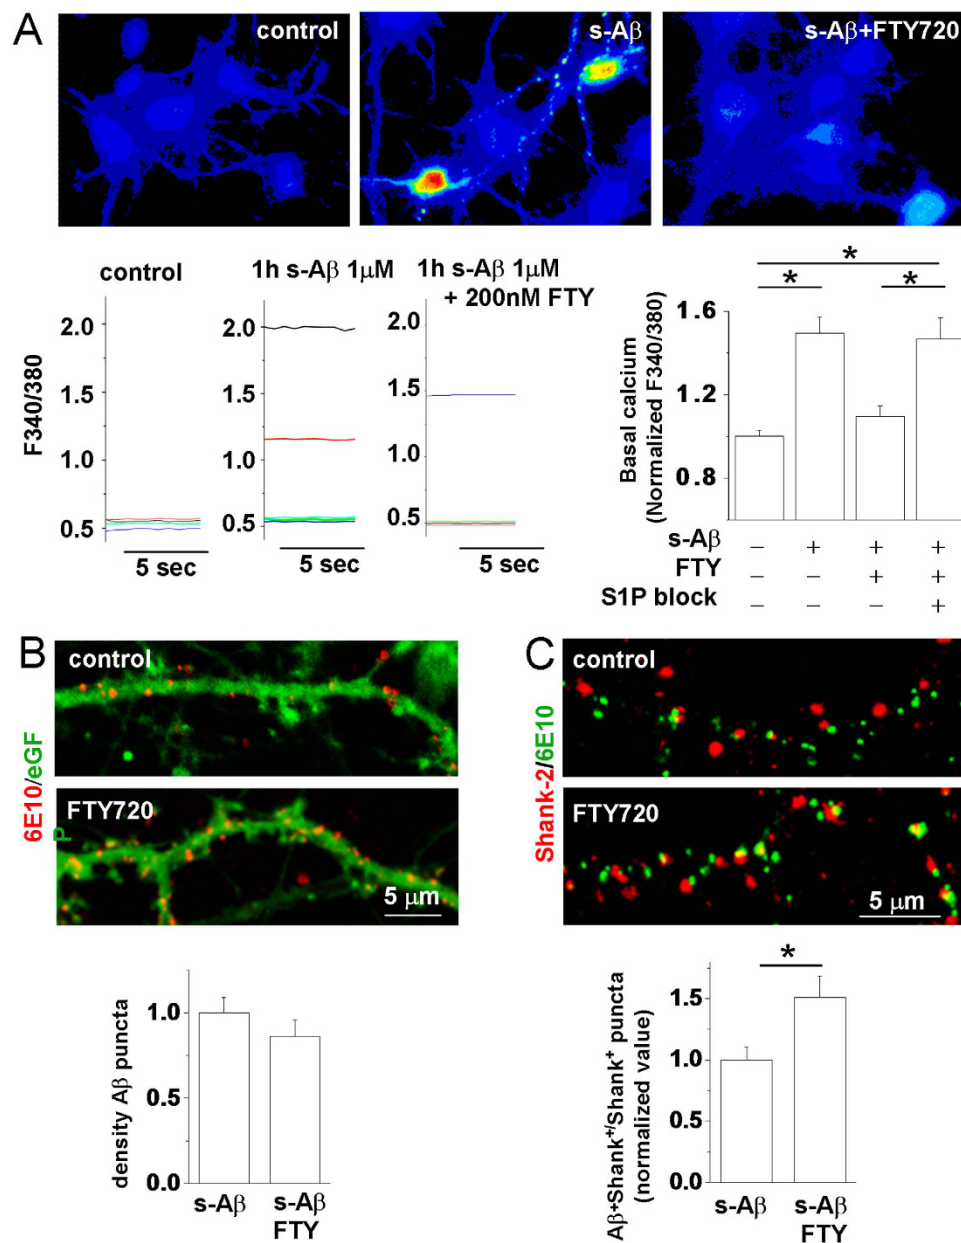 A
control
s-Aβ
s-Aβ+FTY720
control
1h s-Aβ 1μM
1h s-Aβ 1μM
+ 200nM FTY
F340/380
2.0
1.5
1.0
0.5
5 sec
2.0
1.5
1.0
0.5
5 sec
2.0
1.5
1.0
0.5
5 sec
Basal calcium
(Normalized F340/380)
*
*
*
1.6
1.2
0.8
s-Aβ – + + +
FTY – – + +
S1P block – – – +
B
control
6E10/eGF
P
FTY720
5 μm
C
control
Shank-2/6E10
FTY720
5 μm
density Aβ puncta
1.0
0.5
0.0
s-Aβ
s-Aβ
FTY
Aβ+Shank+/Shank+ puncta
(normalized value)
*
1.5
1.0
0.5
0.0
s-Aβ
s-Aβ
FTY